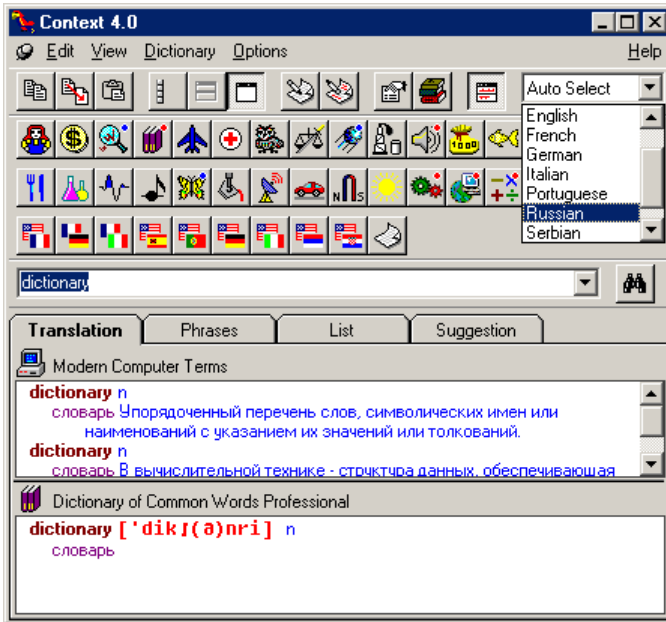 Context 4.0
Edit View Dictionary Options Help
Auto Select
English
French
German
Italian
Portuguese
Russian
Serbian
dictionary
Translation Phrases List Suggestion
Modern Computer Terms
dictionary n
словарь Упорядоченный перечень слов, символических имен или
наименований с указанием их значений или толкований.
dictionary n
словарь В вычислительной технике - структура данных, обеспечивающая
Dictionary of Common Words Professional
dictionary ['dikʃ(ə)nri] n
словарь